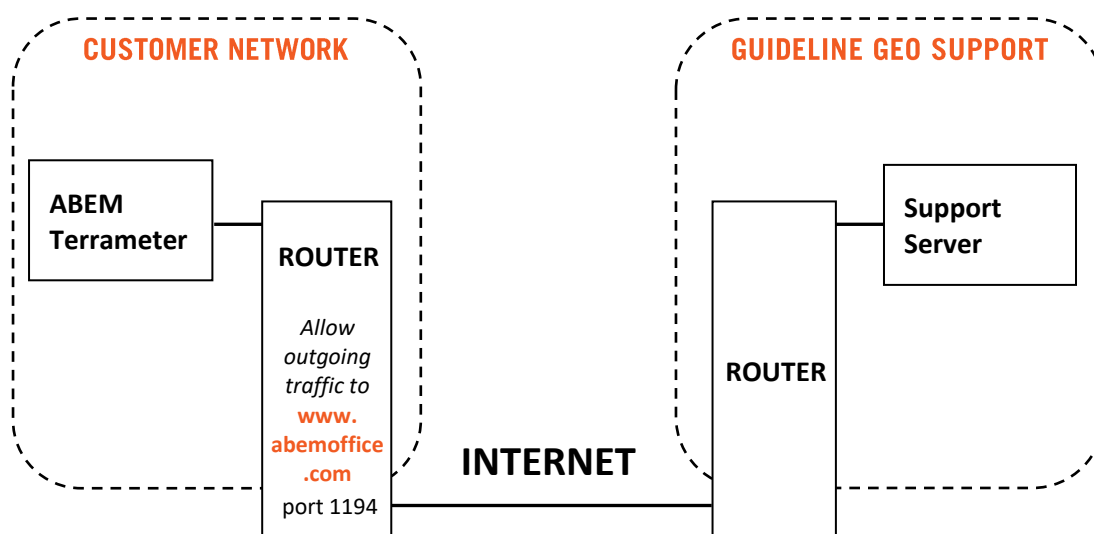 CUSTOMER NETWORK
GUIDELINE GEO SUPPORT
ABEM
Terrameter
ROUTER
Allow
outgoing
traffic to
www.
abemoffice
.com
port 1194
INTERNET
ROUTER
Support
Server